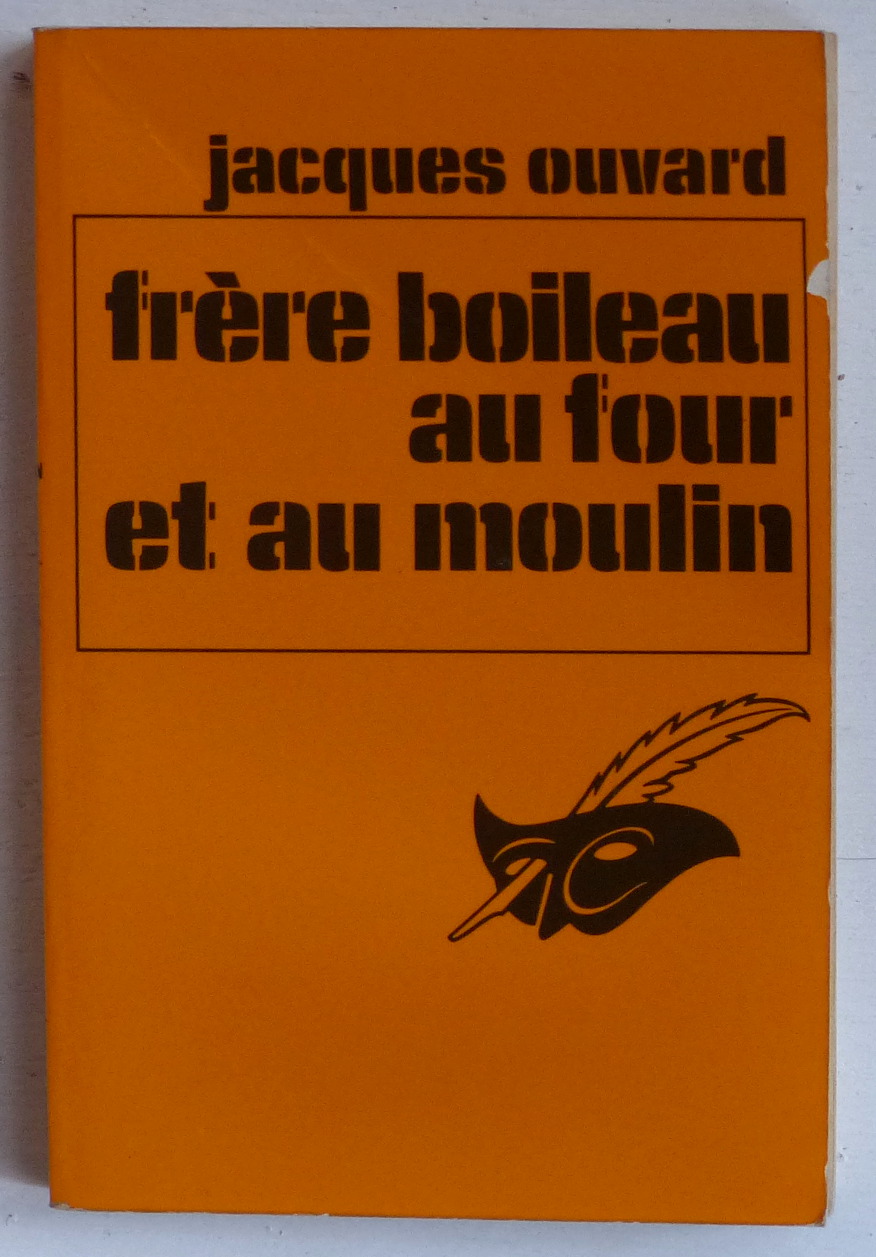 jacques ouvard
frère boileau
au four
et au moulin